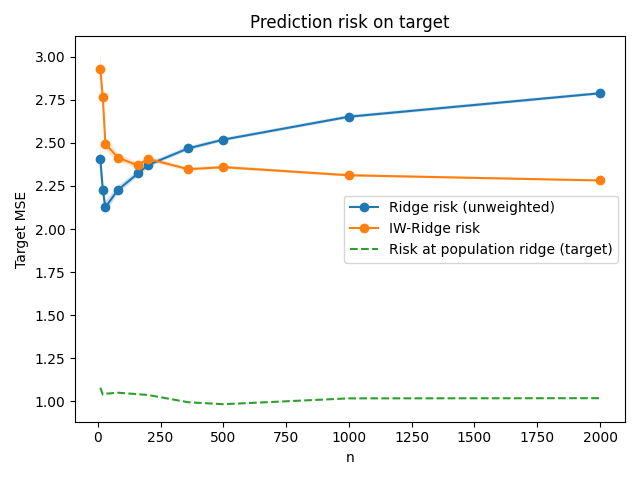 Prediction risk on target
3.00
2.75
2.50
2.25
2.00
1.75
1.50
1.25
1.00
Target MSE
Ridge risk (unweighted)
IW-Ridge risk
Risk at population ridge (target)
0 250 500 750 1000 1250 1500 1750 2000
n